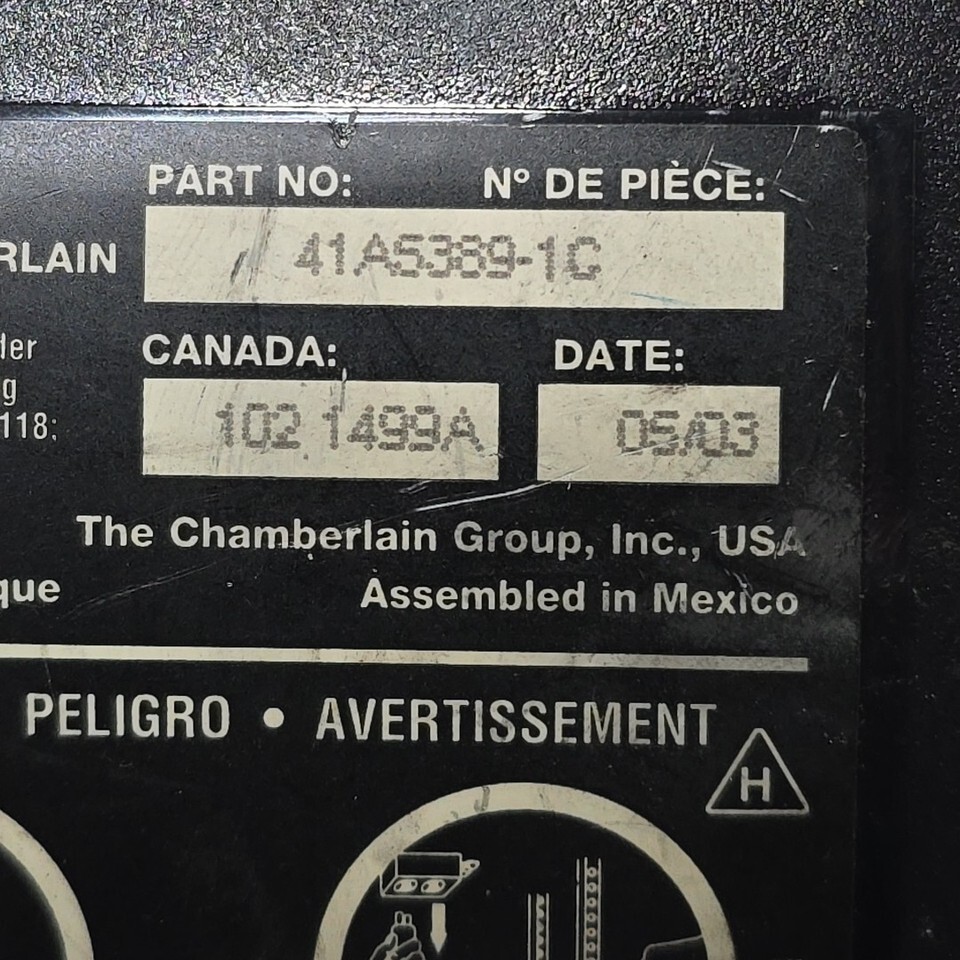 PART NO: Nº DE PIÈCE:
RLAIN 41A5389-1C
CANADA: DATE:
102 1499A 05/03
118:
The Chamberlain Group, Inc., USA
que Assembled in Mexico
PELIGRO • AVERTISSEMENT
H